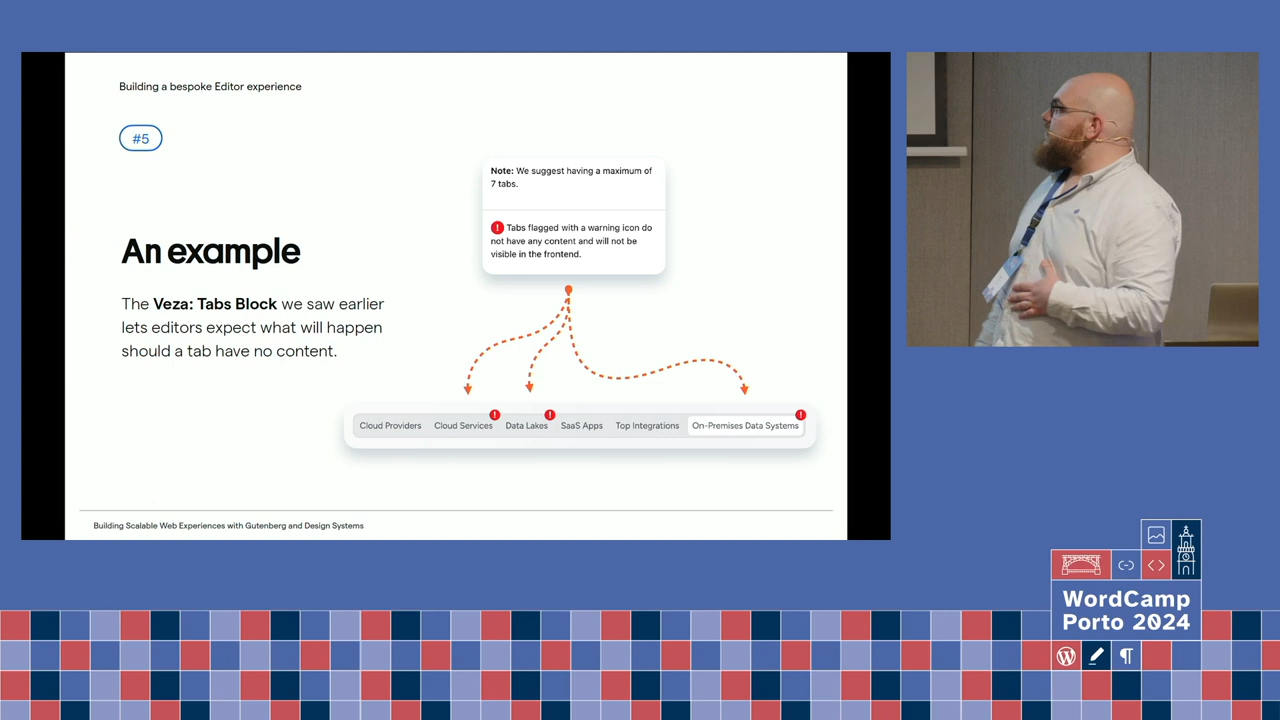 Building a bespoke Editor experience
#5
An example
The Veza: Tabs Block we saw earlier
lets editors expect what will happen
should a tab have no content.
Note: We suggest having a maximum of
7 tabs.
! Tabs flagged with a warning icon do
not have any content and will not be
visible in the frontend.
Cloud Providers Cloud Services ! Data Lakes ! SaaS Apps Top Integrations On-Premises Data Systems !
Building Scalable Web Experiences with Gutenberg and Design Systems
WordCamp
Porto 2024